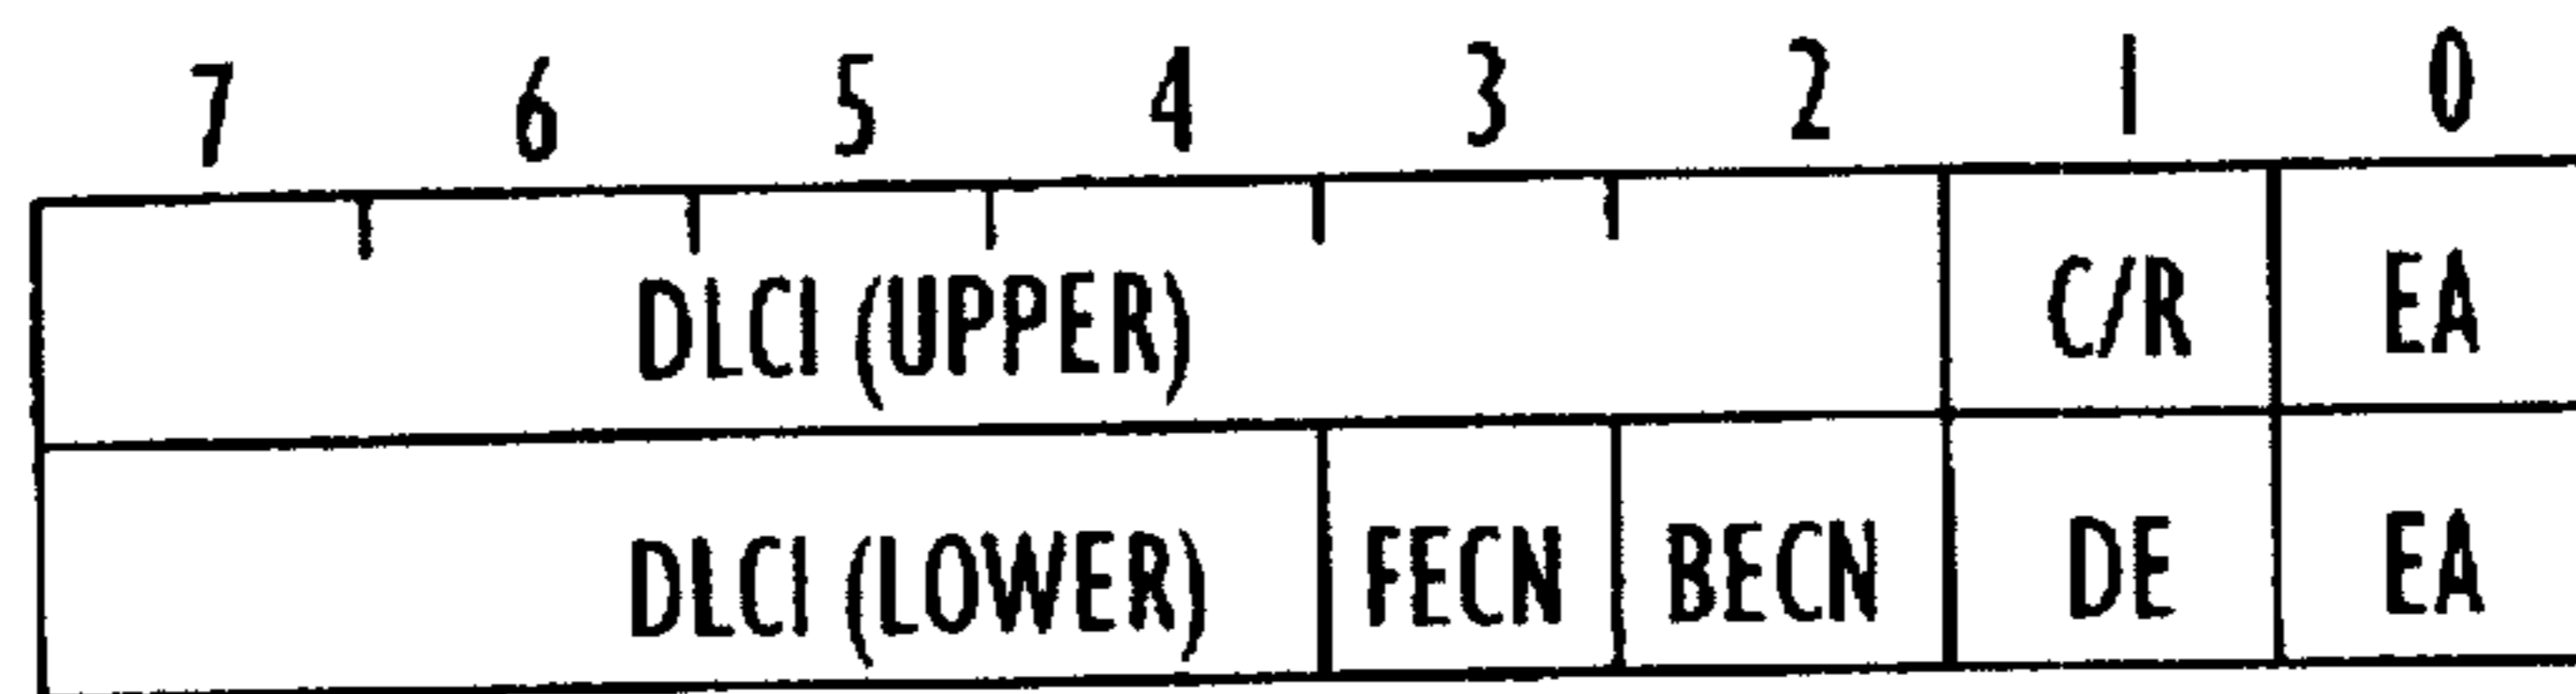 7 6 5 4 3 2 1 0
DLCI (UPPER) C/R EA
DLCI (LOWER) FECN BECN DE EA